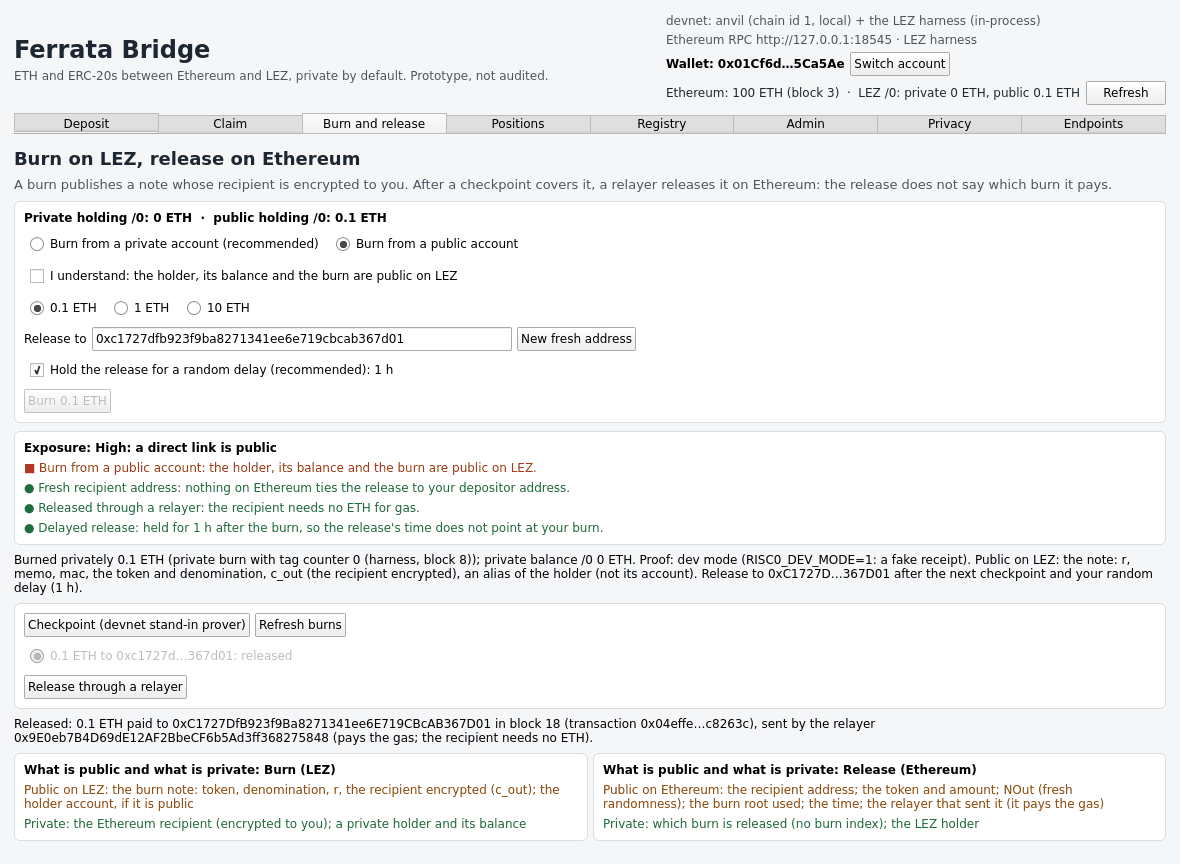 Ferrata Bridge
ETH and ERC-20s between Ethereum and LEZ, private by default. Prototype, not audited.
devnet: anvil (chain id 1, local) + the LEZ harness (in-process)
Ethereum RPC http://127.0.0.1:18545 · LEZ harness
Wallet: 0x01Cf6d…5Ca5Ae Switch account
Ethereum: 100 ETH (block 3) · LEZ /0: private 0 ETH, public 0.1 ETH Refresh
Deposit Claim Burn and release Positions Registry Admin Privacy Endpoints
Burn on LEZ, release on Ethereum
A burn publishes a note whose recipient is encrypted to you. After a checkpoint covers it, a relayer releases it on Ethereum: the release does not say which burn it pays.
Private holding /0: 0 ETH · public holding /0: 0.1 ETH
Burn from a private account (recommended) Burn from a public account
I understand: the holder, its balance and the burn are public on LEZ
0.1 ETH 1 ETH 10 ETH
Release to 0xc1727dfb923f9ba8271341ee6e719cbcab367d01 New fresh address
Hold the release for a random delay (recommended): 1 h
Burn 0.1 ETH
Exposure: High: a direct link is public
Burn from a public account: the holder, its balance and the burn are public on LEZ.
Fresh recipient address: nothing on Ethereum ties the release to your depositor address.
Released through a relayer: the recipient needs no ETH for gas.
Delayed release: held for 1 h after the burn, so the release's time does not point at your burn.
Burned privately 0.1 ETH (private burn with tag counter 0 (harness, block 8)); private balance /0 0 ETH. Proof: dev mode (RISC0_DEV_MODE=1: a fake receipt). Public on LEZ: the note: r,
memo, mac, the token and denomination, c_out (the recipient encrypted), an alias of the holder (not its account). Release to 0xC1727D…367D01 after the next checkpoint and your random
delay (1 h).
Checkpoint (devnet stand-in prover) Refresh burns
0.1 ETH to 0xc1727d…367d01: released
Release through a relayer
Released: 0.1 ETH paid to 0xC1727DfB923f9Ba8271341ee6E719CBcAB367D01 in block 18 (transaction 0x04effe…c8263c), sent by the relayer
0x9E0eb7B4D69dE12AF2BbeCF6b5Ad3ff368275848 (pays the gas; the recipient needs no ETH).
What is public and what is private: Burn (LEZ)
Public on LEZ: the burn note: token, denomination, r, the recipient encrypted (c_out); the
holder account, if it is public
Private: the Ethereum recipient (encrypted to you); a private holder and its balance
What is public and what is private: Release (Ethereum)
Public on Ethereum: the recipient address; the token and amount; NOut (fresh
randomness); the burn root used; the time; the relayer that sent it (it pays the gas)
Private: which burn is released (no burn index); the LEZ holder